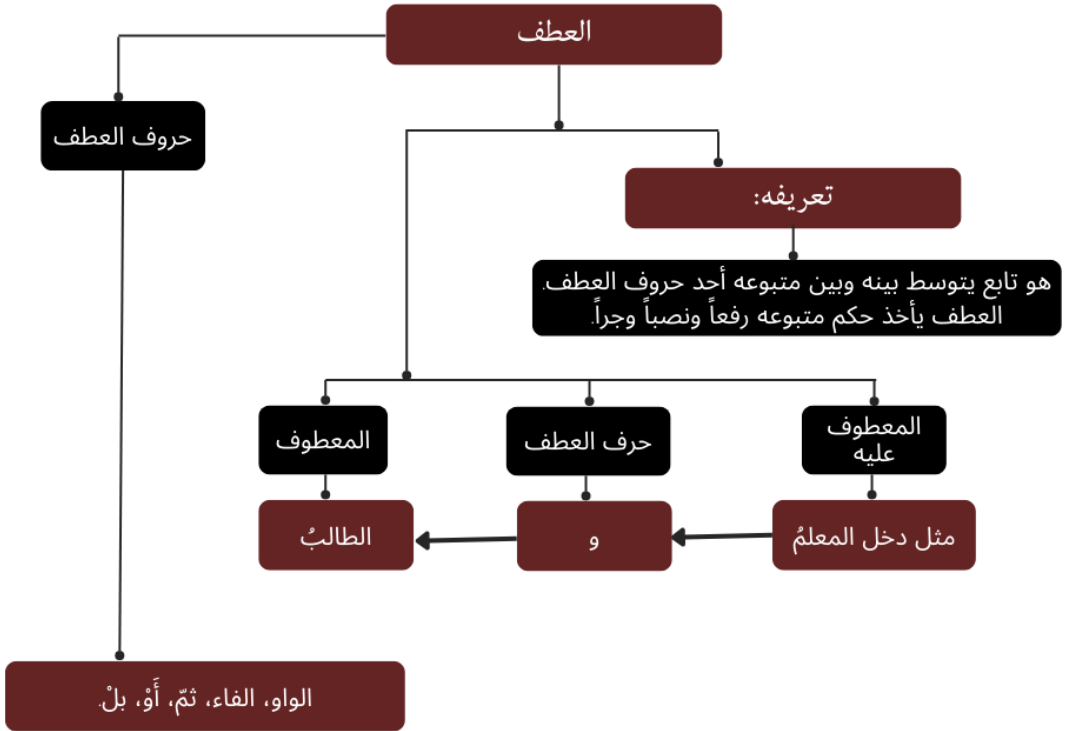 العطف
حروف العطف
تعريفه:
هو تابع يتوسط بينه وبين متبوعه أحد حروف العطف.
العطف يأخذ حكم متبوعه رفعاً ونصباً وجراً.
المعطوف
عليه
حرف العطف
المعطوف
مثل دخل المعلمُ
و
الطالبُ
الواو، الفاء، ثمّ، أَوْ، بلْ.